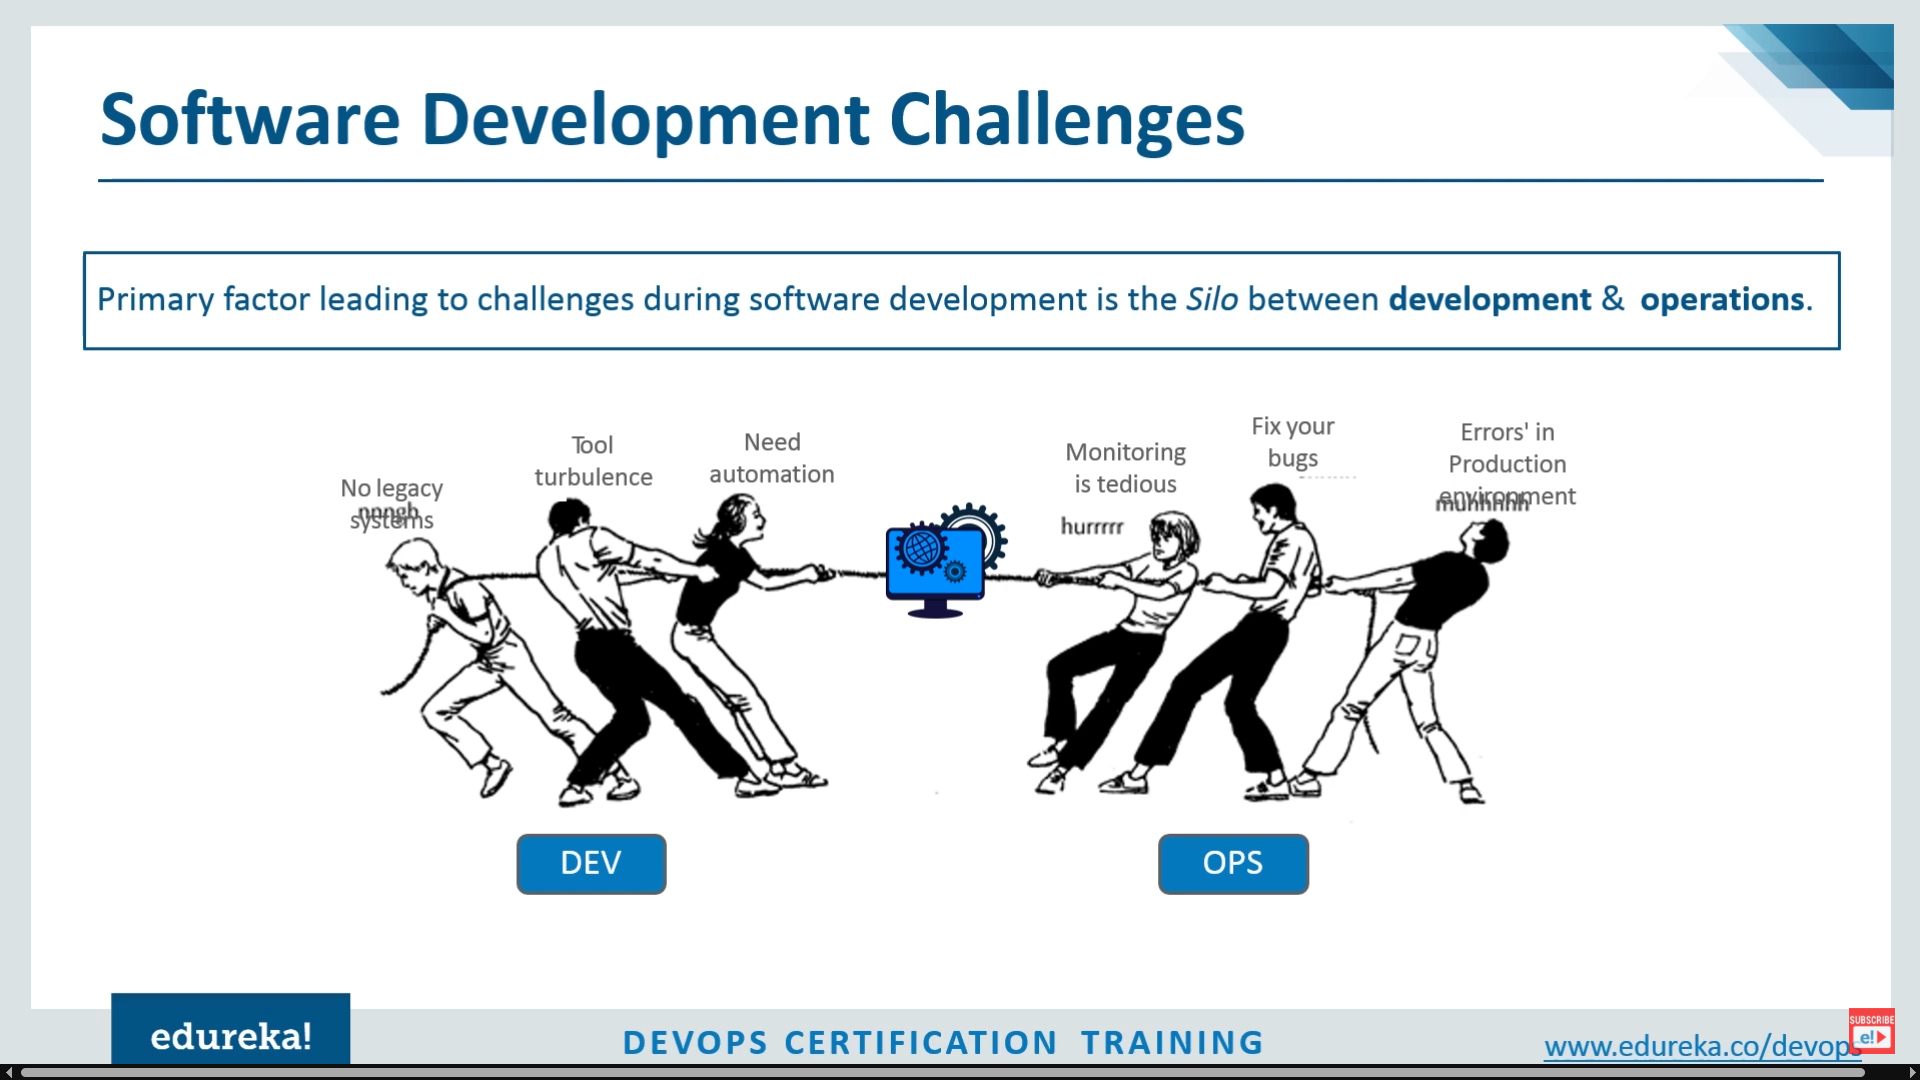 Software Development Challenges
Primary factor leading to challenges during software development is the Silo between development & operations.
No legacy
systems
nnngh
Tool
turbulence
Need
automation
Monitoring
is tedious
hurrrrr
Fix your
bugs
Errors' in
Production
environment
DEV
OPS
edureka!
DEVOPS CERTIFICATION TRAINING
www.edureka.co/devops
SUBSCRIBE
e!